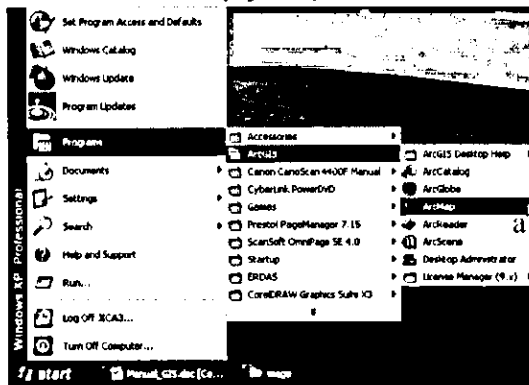 Set Program Access and Defaults
Windows Catalog
Windows Update
Program Updates
Programs
Documents
Settings
Search
Help and Support
Run...
Log Off JICA3...
Turn Off Computer...
Windows XP Professional
Accessories
ArcGIS
Canon CanoScan 4400F Manual
CyberLink PowerDVD
Games
Presto! PageManager 7.15
ScanSoft OmniPage SE 4.0
Startup
ERDAS
CorelDRAW Graphics Suite X3
ArcGIS Desktop Help
ArcCatalog
ArcGlobe
ArcMap
ArcReader
a
ArcScene
Desktop Administrator
License Manager (9.x)
start
Manual_GIS.doc [Co...
image